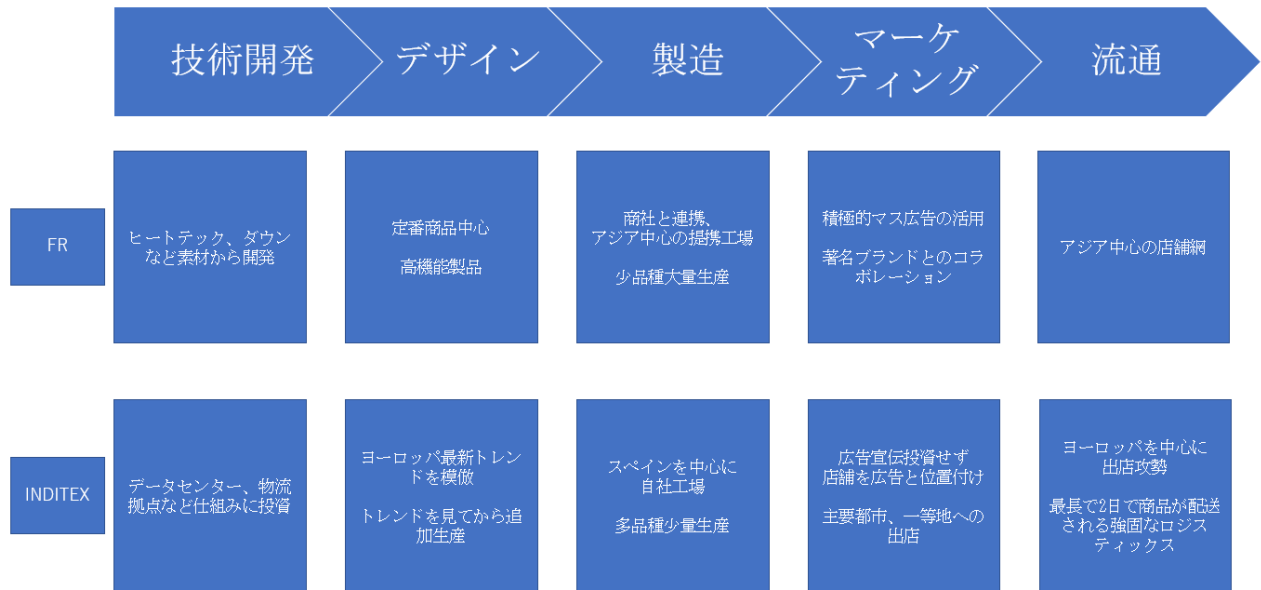 技術開発
デザイン
製造
マーケ
ティング
流通
FR
ヒートテック、ダウン
など素材から開発
定番商品中心
高機能製品
商社と連携、
アジア中心の提携工場
少品種大量生産
積極的マス広告の活用
著名ブランドとのコラ
ボレーション
アジア中心の店舗網
INDITEX
データセンター、物流
拠点など仕組みに投資
ヨーロッパ最新トレン
ドを模倣
トレンドを見てから追
加生産
スペインを中心に
自社工場
多品種少量生産
広告宣伝投資せず
店舗を広告と位置付け
主要都市、一等地への
出店
ヨーロッパを中心に
出店攻勢
最長で2日で商品が配送
される強固なロジス
ティックス